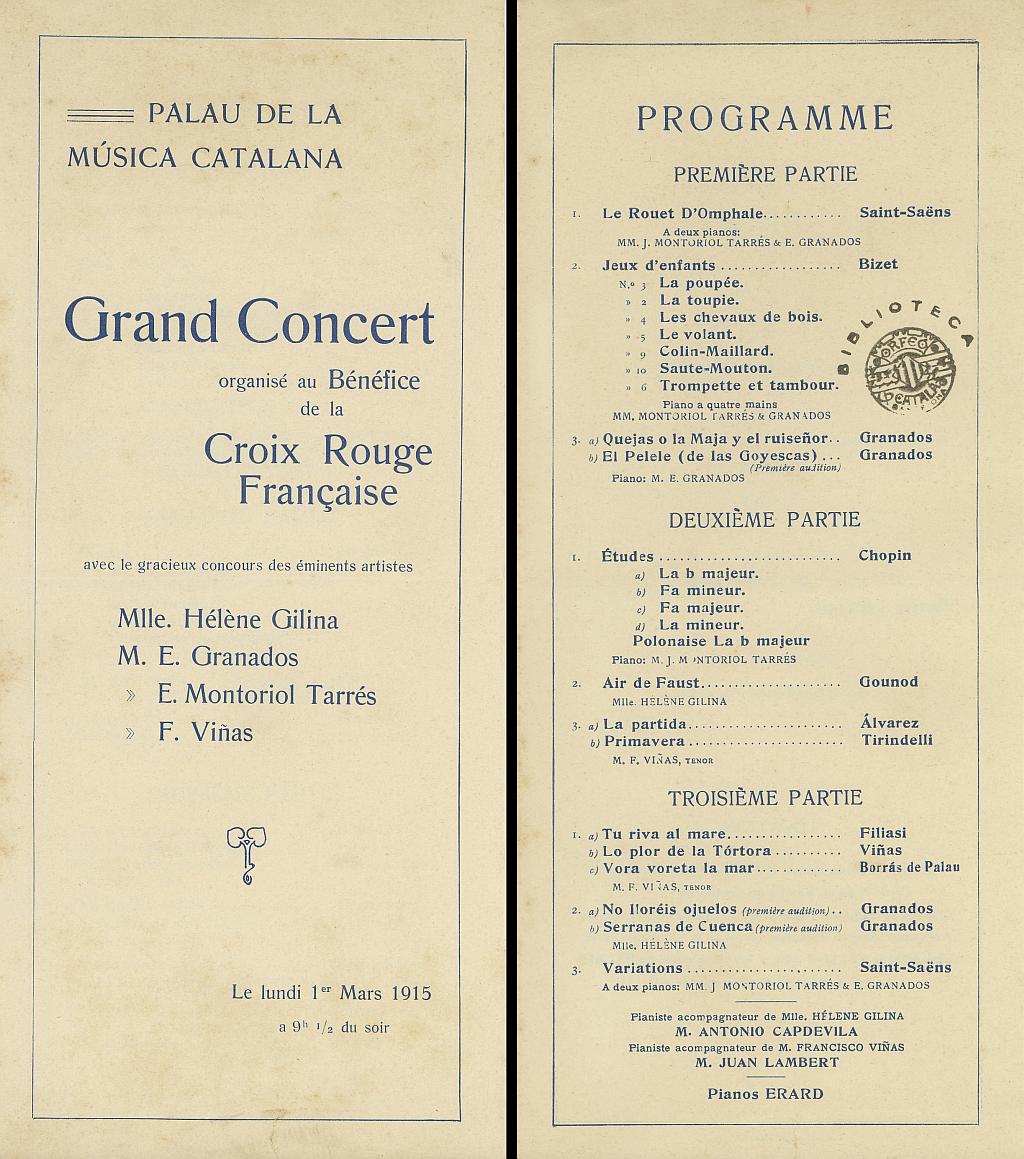 PALAU DE LA
MÚSICA CATALANA
Grand Concert
organisé au Bénéfice
de la
Croix Rouge
Française
avec le gracieux concours des éminents artistes
Mlle. Hélène Gilina
M. E. Granados
» E. Montoriol Tarrés
» F. Viñas
Le lundi 1er Mars 1915
a 9h 1/2 du soir
PROGRAMME
PREMIÈRE PARTIE
1. Le Rouet D'Omphale............ Saint-Saëns
A deux pianos:
MM. J. MONTORIOL TARRÉS & E. GRANADOS
2. Jeux d'enfants .................. Bizet
N.º 3 La poupée.
» 2 La toupie.
» 4 Les chevaux de bois.
» 5 Le volant.
» 9 Colin-Maillard.
» 10 Saute-Mouton.
» 6 Trompette et tambour.
Piano a quatre mains
MM. MONTORIOL TARRÉS & GRANADOS
BIBLIOTECA
ORFEÓ
CATALÀ
3. a) Quejas o la Maja y el ruiseñor.. Granados
b) El Pelele (de las Goyescas) ... Granados
(Première audition)
Piano: M. E. GRANADOS
DEUXIÈME PARTIE
1. Études .......................... Chopin
a) La b majeur.
b) Fa mineur.
c) Fa majeur.
d) La mineur.
Polonaise La b majeur
Piano: M. J. MONTORIOL TARRÉS
2. Air de Faust.................... Gounod
Mlle. HÉLÈNE GILINA
3. a) La partida...................... Álvarez
b) Primavera ...................... Tirindelli
M. F. VIÑAS, TENOR
TROISIÈME PARTIE
1. a) Tu riva al mare................ Filiasi
b) Lo plor de la Tórtora .......... Viñas
c) Vora voreta la mar............ Borrás de Palau
M. F. VIÑAS, TENOR
2. a) No lloréis ojuelos (première audition).. Granados
b) Serranas de Cuenca (première audition) Granados
Mlle. HÉLÈNE GILINA
3. Variations ...................... Saint-Saëns
A deux pianos: MM. J MONTORIOL TARRÉS & E. GRANADOS
Pianiste acompagnateur de Mlle. HÉLENE GILINA
M. ANTONIO CAPDEVILA
Pianiste acompagnateur de M. FRANCISCO VIÑAS
M. JUAN LAMBERT
Pianos ERARD